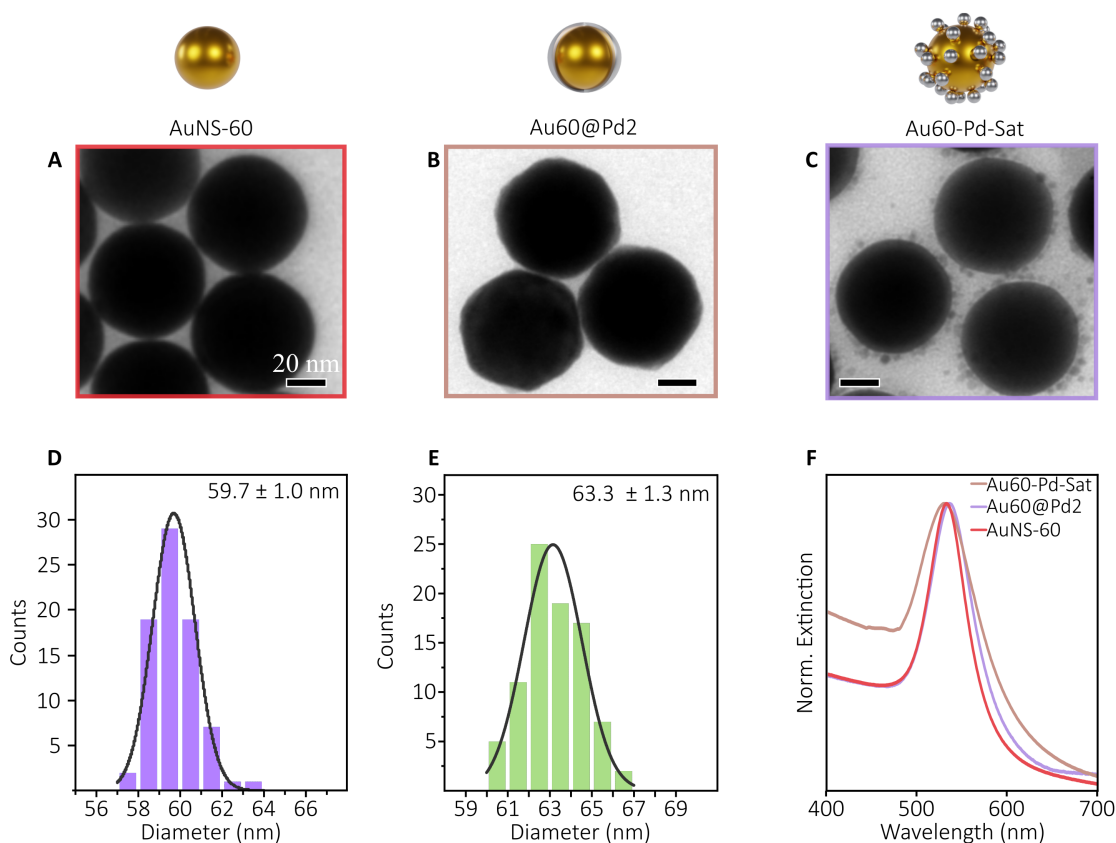 AuNS-60
Au60@Pd2
Au60-Pd-Sat
A
B
C
20 nm
D
E
F
59.7 ± 1.0 nm
30
25
20
15
10
5
Counts
56 58 60 62 64 66
Diameter (nm)
63.3 ± 1.3 nm
30
25
20
15
10
5
Counts
59 61 63 65 67 69
Diameter (nm)
Au60-Pd-Sat
Au60@Pd2
AuNS-60
Norm. Extinction
400 500 600 700
Wavelength (nm)